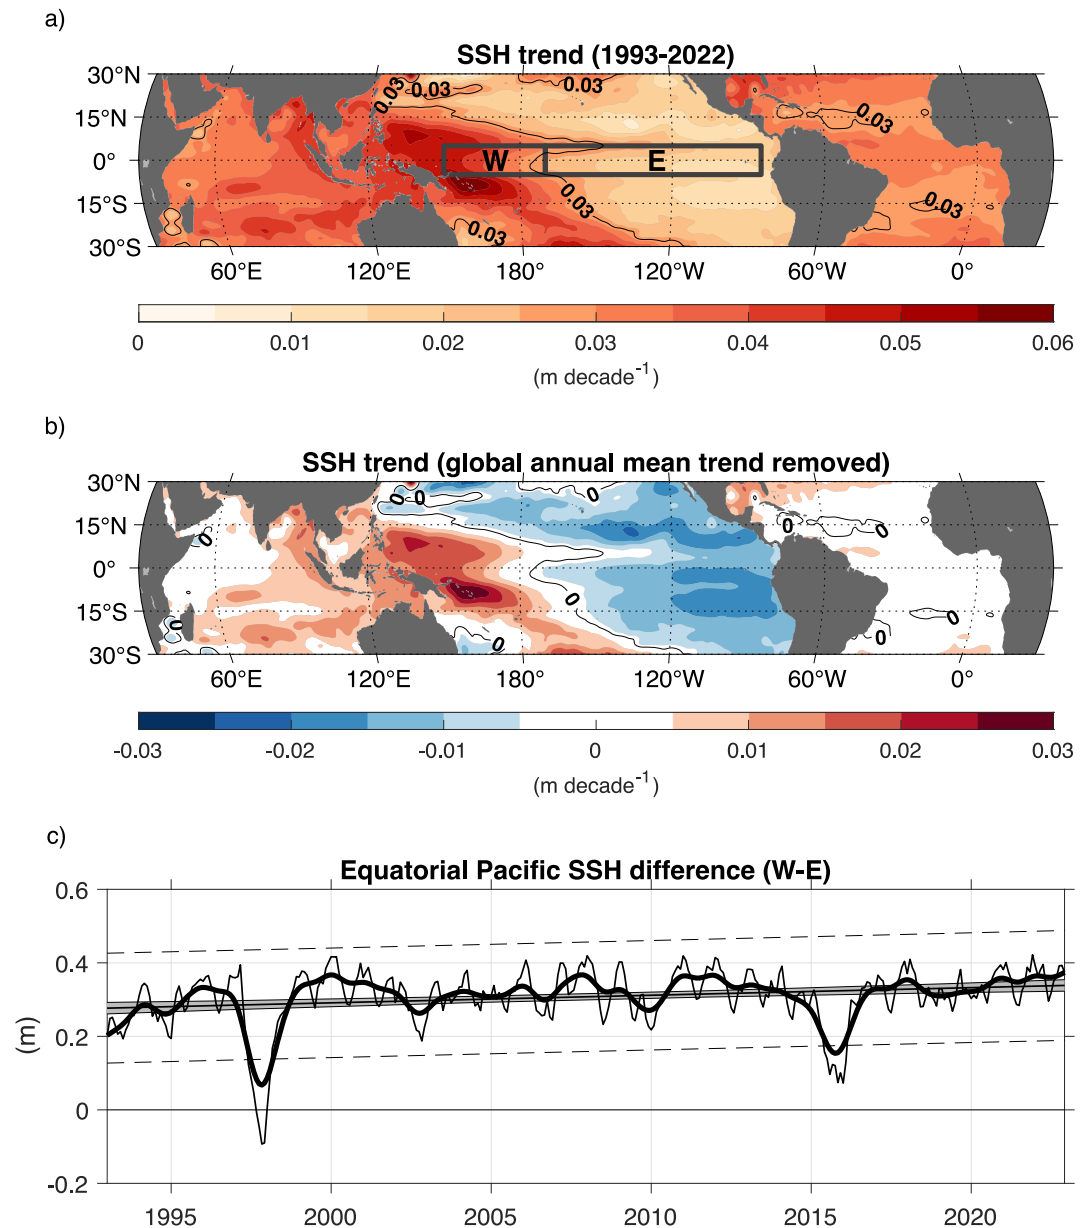 a)
SSH trend (1993-2022)
30°N
15°N
0°
15°S
30°S
0.03
0.03
0.03
0.03
0.03
0.03
0.03
W
E
60°E
120°E
180°
120°W
60°W
0°
0
0.01
0.02
0.03
0.04
0.05
0.06
(m decade⁻¹)
b)
SSH trend (global annual mean trend removed)
30°N
15°N
0°
15°S
30°S
0
0
0
0
0
0
0
0
0
0
0
60°E
120°E
180°
120°W
60°W
0°
-0.03
-0.02
-0.01
0
0.01
0.02
0.03
(m decade⁻¹)
c)
Equatorial Pacific SSH difference (W-E)
0.6
0.4
0.2
0
-0.2
(m)
1995
2000
2005
2010
2015
2020